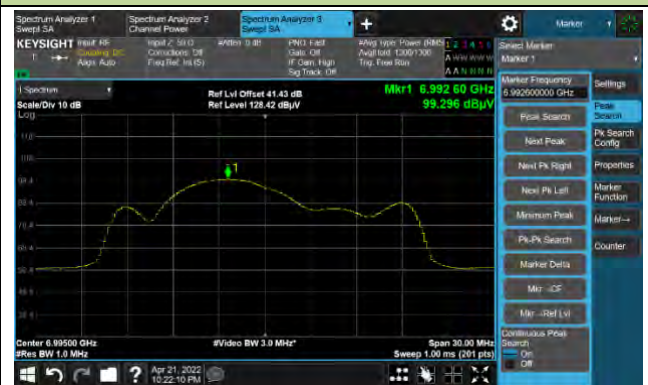 Spectrum Analyzer 1
Swept SA
Spectrum Analyzer 2
Channel Power
Spectrum Analyzer 3
Swept SA
Marker
KEYSIGHT
Input: RF
Coupling: DC
Align: Auto
Input Z: 50 Ω
Corrections: Off
Freq Ref: Int (S)
#Atten: 0 dB
PNO: Fast
Gate: Off
IF Gain: High
Sig Track: Off
Avg Type: Power (RMS)
Avg|Hold: 1300/1300
Trig: Free Run
1 2 3 4 5 6
A W W W W W
A A N N N N
Select Marker
Marker 1
1 Spectrum
Scale/Div 10 dB
Log
Ref Lvl Offset 41.43 dB
Ref Level 128.42 dBµV
Mkr1 6.992 60 GHz
99.296 dBµV
1
Marker Frequency
6.992600000 GHz
Peak Search
Next Peak
Next Pk Right
Next Pk Left
Minimum Peak
Pk-Pk Search
Marker Delta
Mkr→CF
Mkr→Ref Lvl
Continuous Peak
Search
On
Off
Settings
Peak
Search
Pk Search
Config
Properties
Marker
Function
Marker→
Counter
Center 6.99500 GHz
#Res BW 1.0 MHz
#Video BW 3.0 MHz*
Span 30.00 MHz
Sweep 1.00 ms (201 pts)
Apr 21, 2022
10:22:10 PM